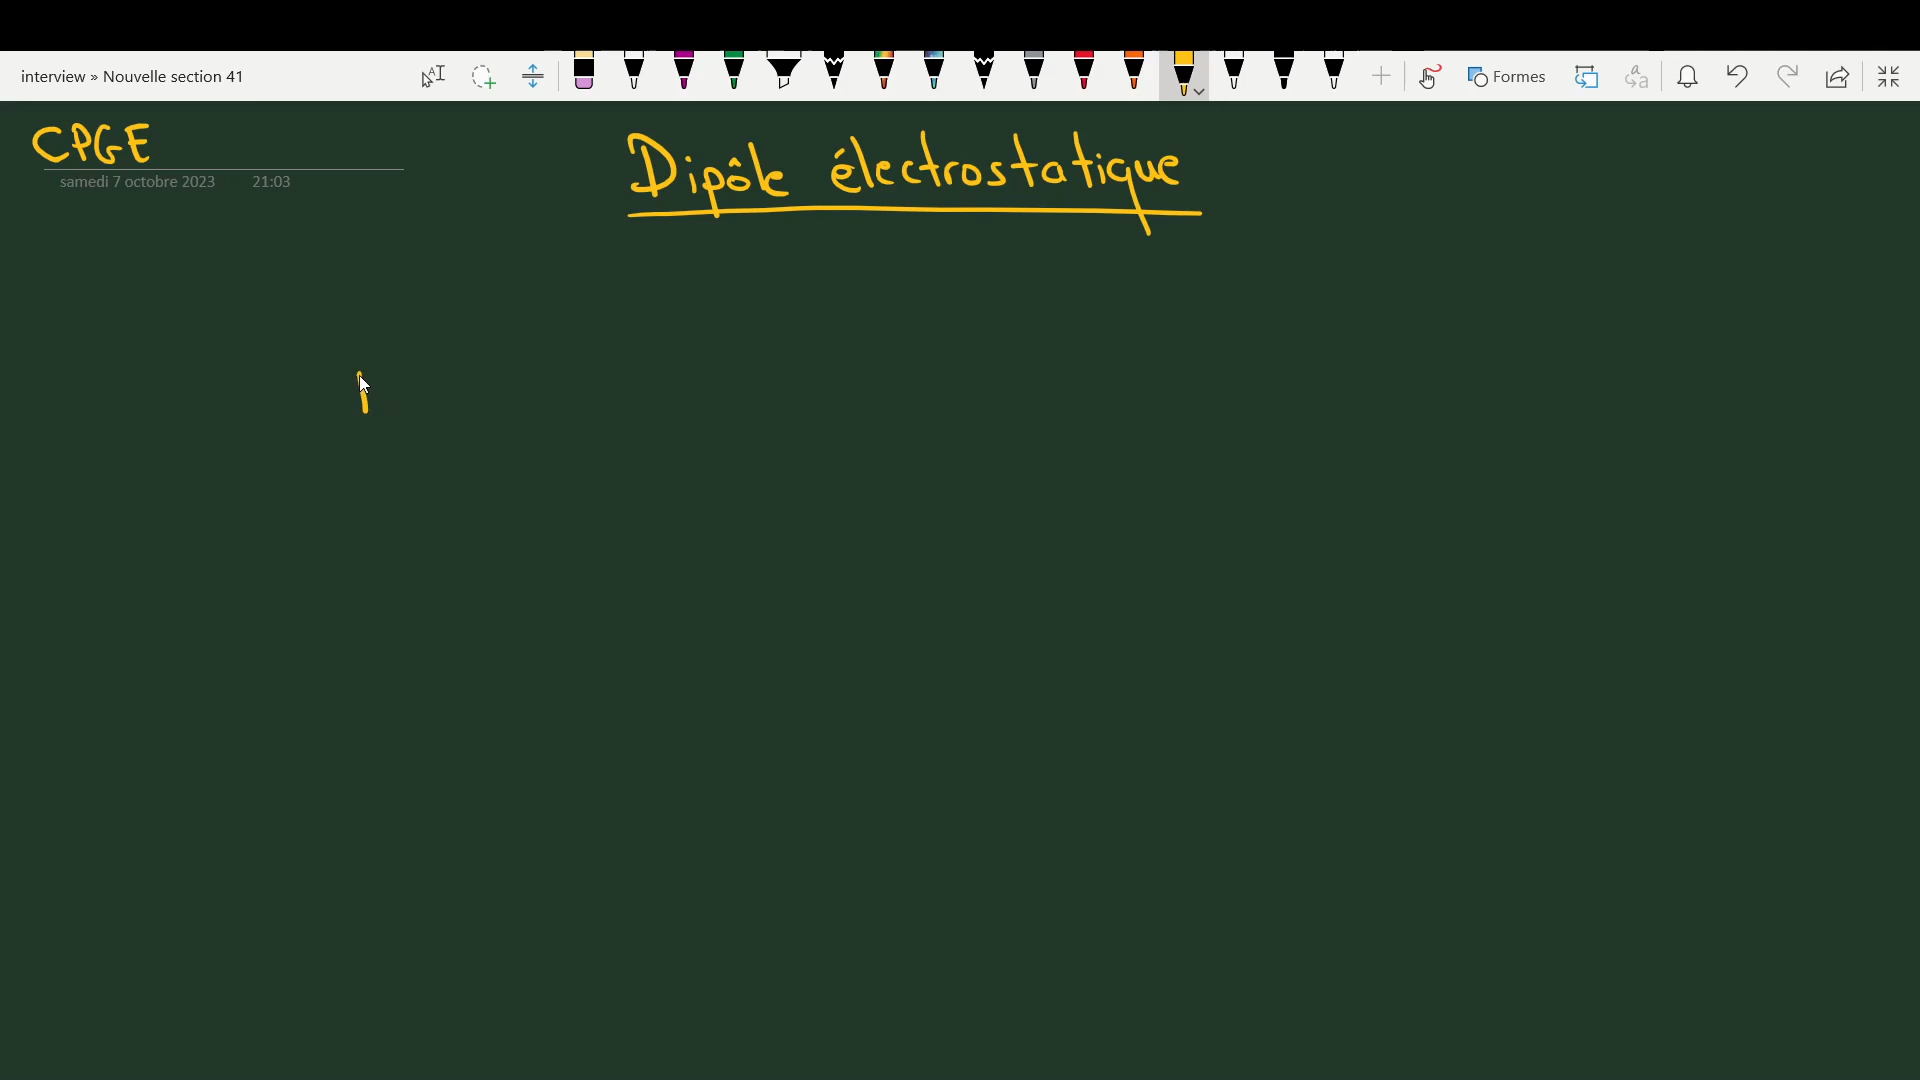 interview » Nouvelle section 41
Formes
CPGE
samedi 7 octobre 2023 21:03
Dipôle électrostatique